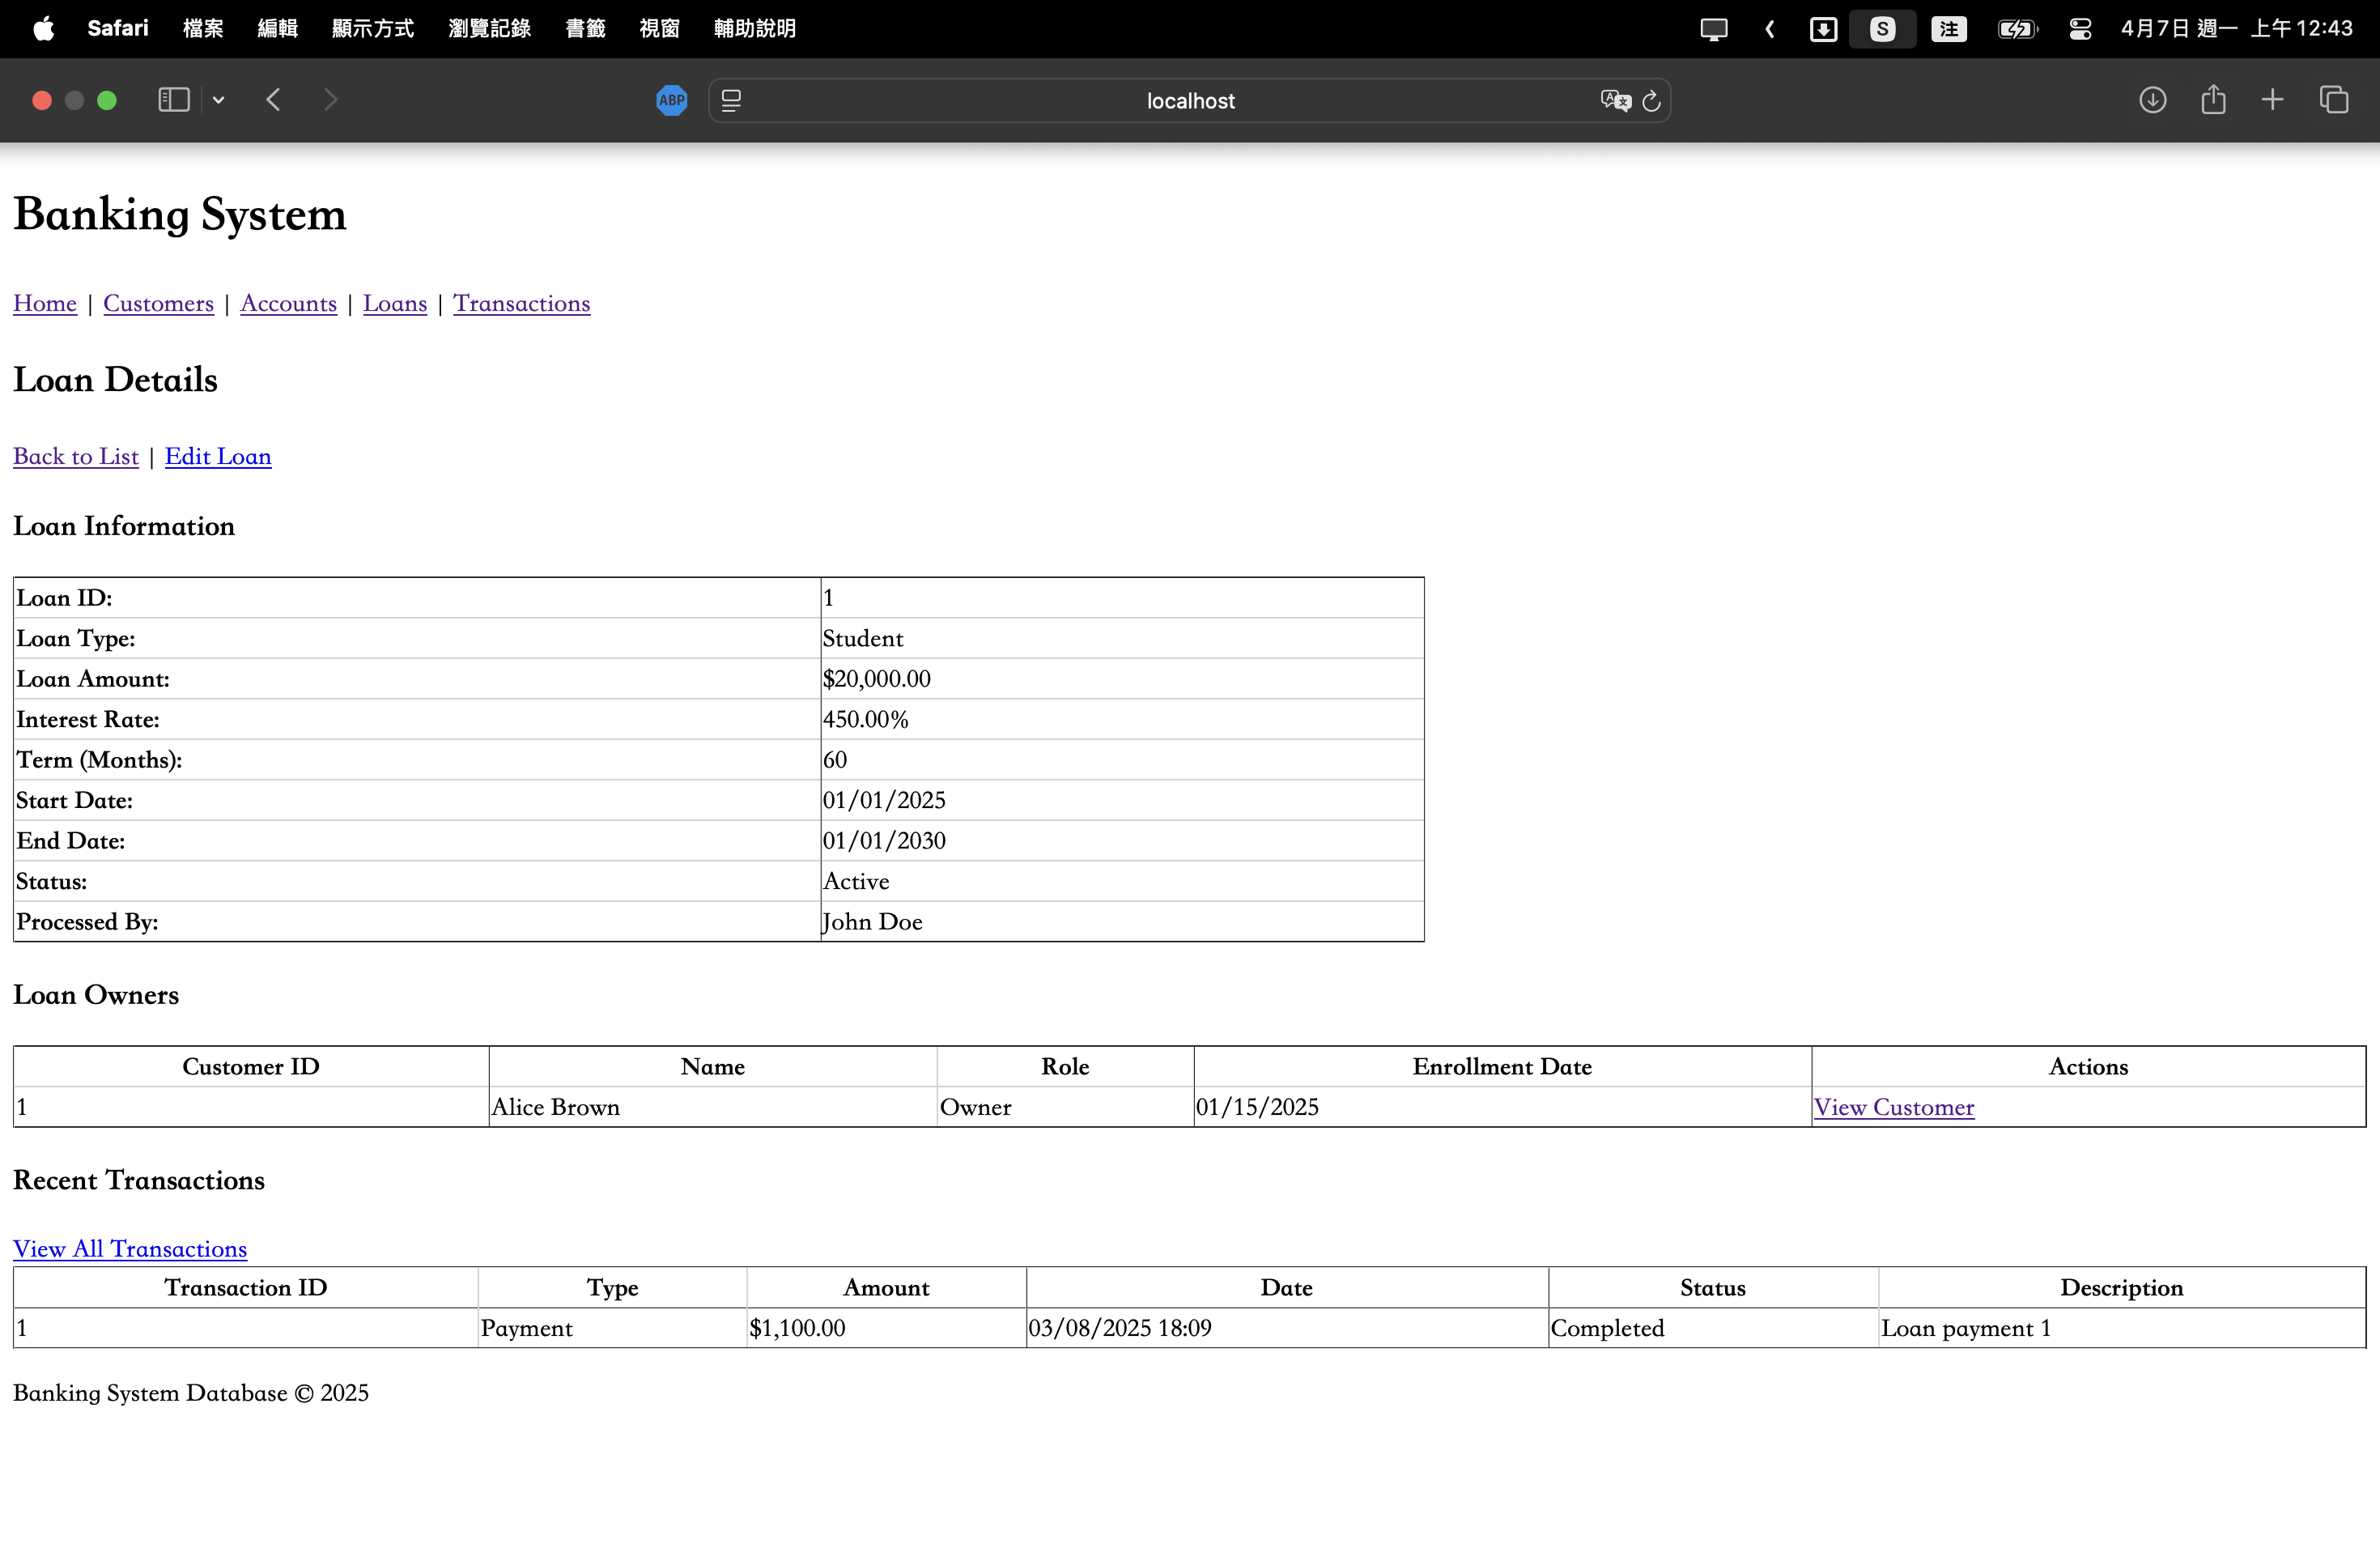 Safari 檔案 編輯 顯示方式 瀏覽記錄 書籤 視窗 輔助說明 S 注 4月7日 週一 上午 12:43
ABP localhost
Banking System
Home | Customers | Accounts | Loans | Transactions
Loan Details
Back to List | Edit Loan
Loan Information
Loan ID: 1
Loan Type: Student
Loan Amount: $20,000.00
Interest Rate: 450.00%
Term (Months): 60
Start Date: 01/01/2025
End Date: 01/01/2030
Status: Active
Processed By: John Doe
Loan Owners
Customer ID Name Role Enrollment Date Actions
1 Alice Brown Owner 01/15/2025 View Customer
Recent Transactions
View All Transactions
Transaction ID Type Amount Date Status Description
1 Payment $1,100.00 03/08/2025 18:09 Completed Loan payment 1
Banking System Database © 2025